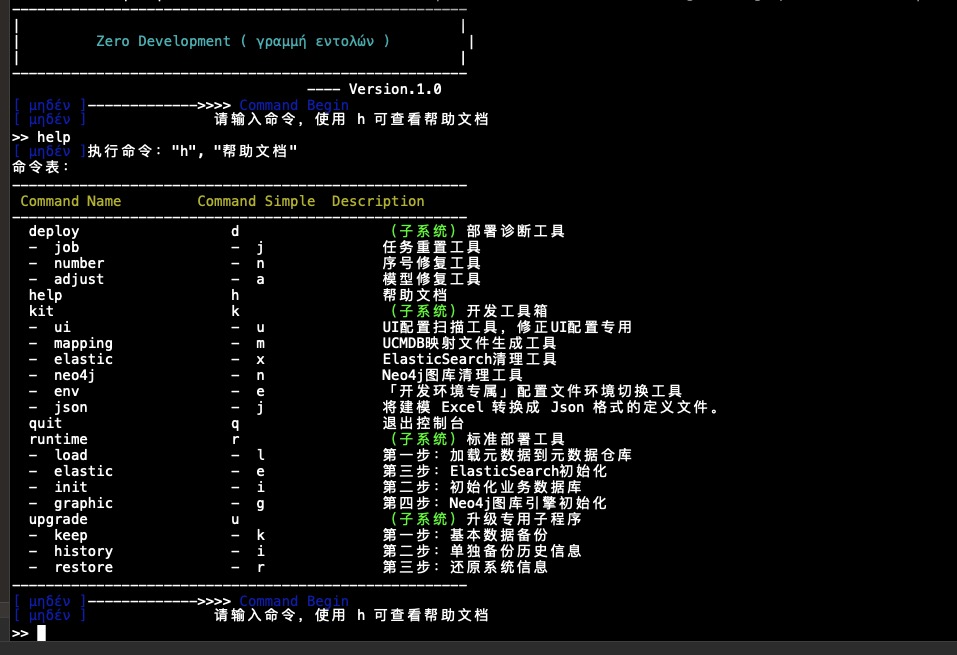 Zero Development ( γραμμή εντολών )
---- Version.1.0
[ μηδέν ]------------->>>> Command Begin
[ μηδέν ] 请输入命令，使用 h 可查看帮助文档
>> help
[ μηδέν ]执行命令："h", "帮助文档"
命令表：
Command Name Command Simple Description
deploy d （子系统）部署诊断工具
- job - j 任务重置工具
- number - n 序号修复工具
- adjust - a 模型修复工具
help h 帮助文档
kit k （子系统）开发工具箱
- ui - u UI配置扫描工具，修正UI配置专用
- mapping - m UCMDB映射文件生成工具
- elastic - x ElasticSearch清理工具
- neo4j - n Neo4j图库清理工具
- env - e 「开发环境专属」配置文件环境切换工具
- json - j 将建模 Excel 转换成 Json 格式的定义文件。
quit q 退出控制台
runtime r （子系统）标准部署工具
- load - l 第一步：加载元数据到元数据仓库
- elastic - e 第三步：ElasticSearch初始化
- init - i 第二步：初始化业务数据库
- graphic - g 第四步：Neo4j图库引擎初始化
upgrade u （子系统）升级专用子程序
- keep - k 第一步：基本数据备份
- history - i 第二步：单独备份历史信息
- restore - r 第三步：还原系统信息
[ μηδέν ]------------->>>> Command Begin
[ μηδέν ] 请输入命令，使用 h 可查看帮助文档
>>